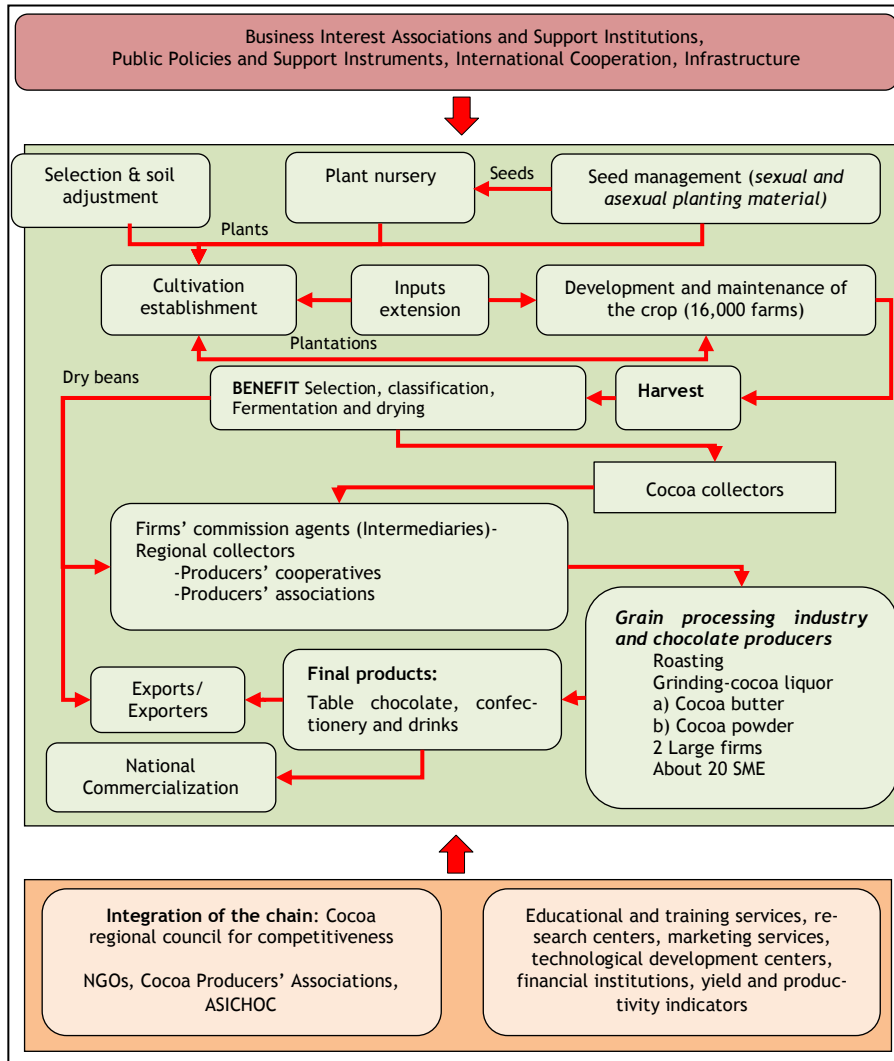 Business Interest Associations and Support Institutions,
Public Policies and Support Instruments, International Cooperation, Infrastructure
Selection & soil
adjustment
Plant nursery
Seeds
Seed management (sexual and
asexual planting material)
Plants
Cultivation
establishment
Inputs
extension
Development and maintenance of
the crop (16,000 farms)
Plantations
Dry beans
BENEFIT Selection, classification,
Fermentation and drying
Harvest
Cocoa collectors
Firms’ commission agents (Intermediaries)-
Regional collectors
-Producers’ cooperatives
-Producers’ associations
Grain processing industry
and chocolate producers
Roasting
Grinding-cocoa liquor
a) Cocoa butter
b) Cocoa powder
2 Large firms
About 20 SME
Final products:
Table chocolate, confec-
tionery and drinks
Exports/
Exporters
National
Commercialization
Integration of the chain: Cocoa
regional council for competitiveness
NGOs, Cocoa Producers’ Associations,
ASICHOC
Educational and training services, re-
search centers, marketing services,
technological development centers,
financial institutions, yield and produc-
tivity indicators